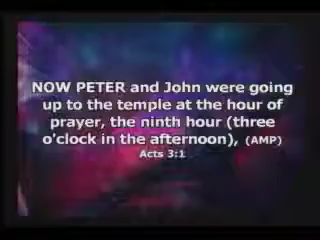 NOW PETER and John were going
up to the temple at the hour of
prayer, the ninth hour (three
o'clock in the afternoon), (AMP)
Acts 3:1